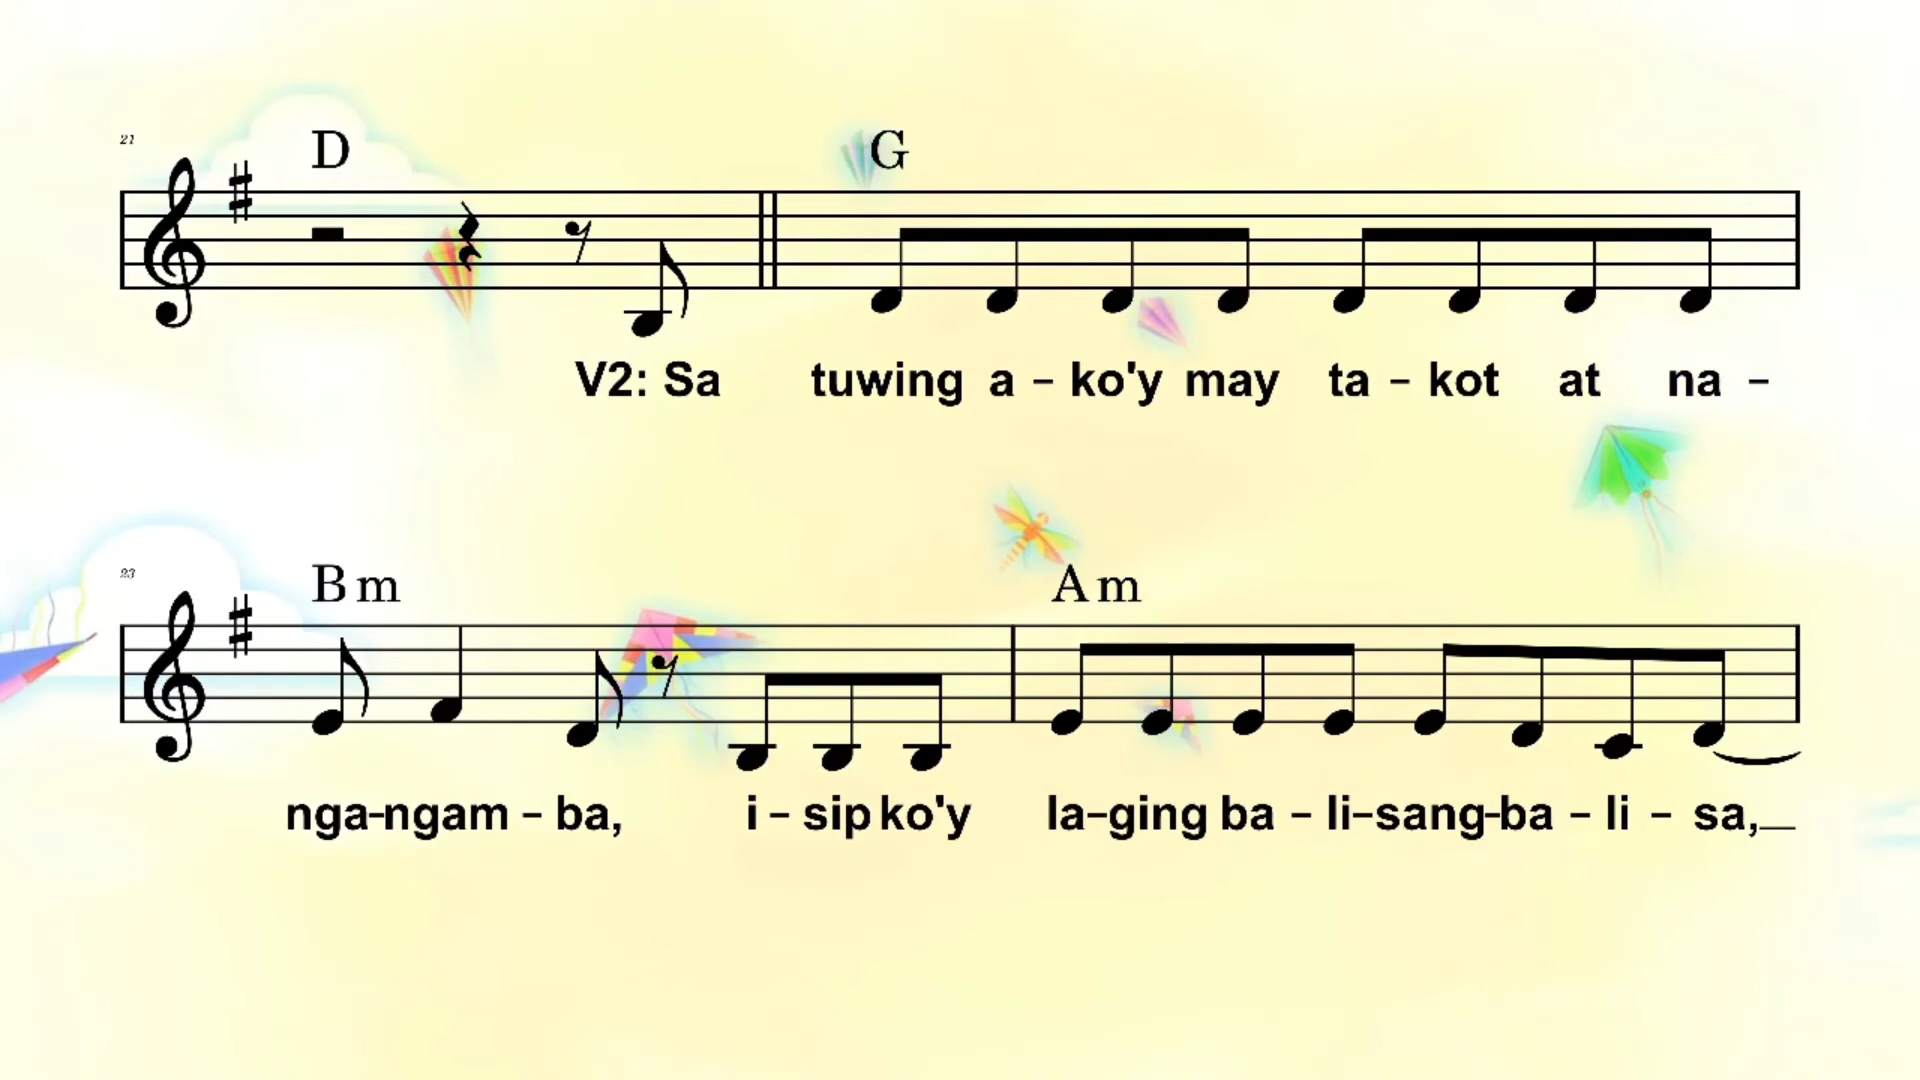 21 D G
V2: Sa tuwing a – ko'y may ta – kot at na –
23 Bm Am
nga-ngam – ba, i – sip ko'y la–ging ba – li–sang-ba – li – sa,_